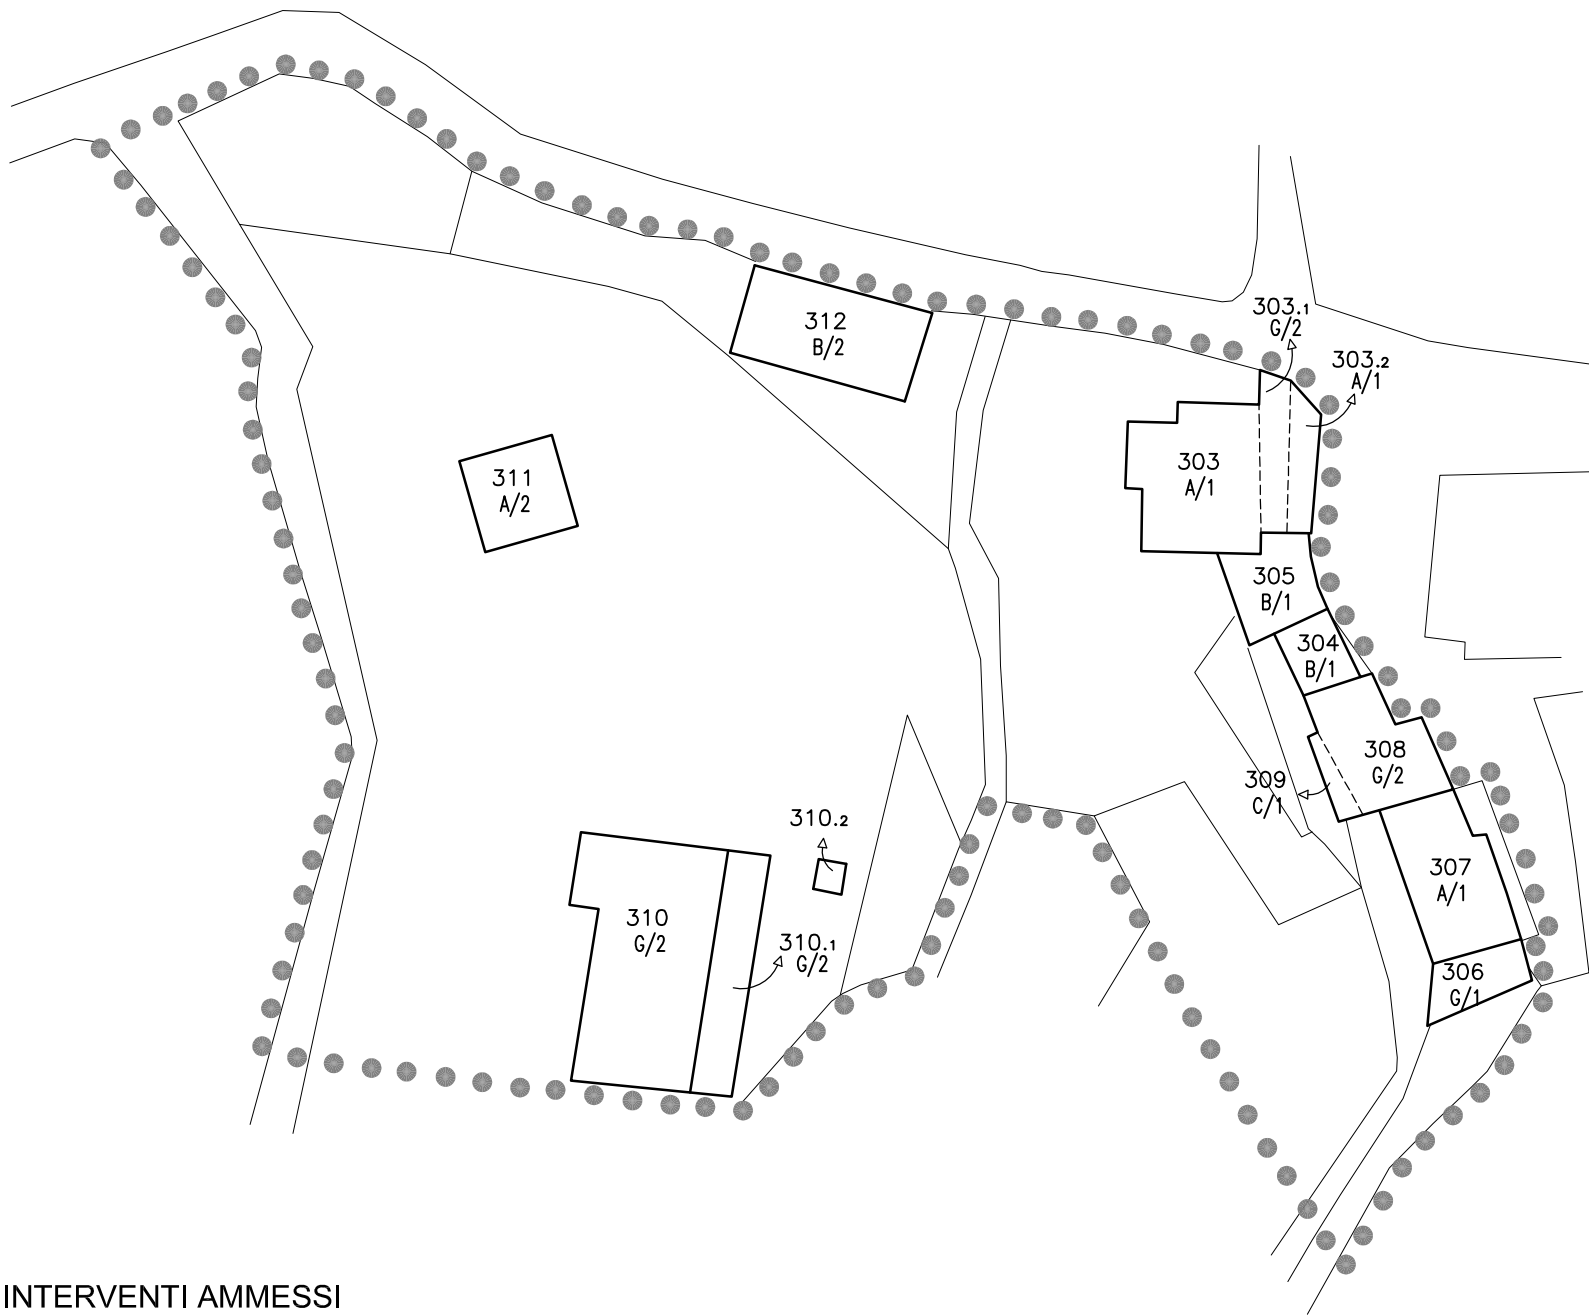 303.1
G/2
312
B/2
303.2
A/1
303
A/1
311
A/2
305
B/1
304
B/1
308
G/2
309
C/1
310.2
307
A/1
310
G/2
310.1
G/2
306
G/1
INTERVENTI AMMESSI